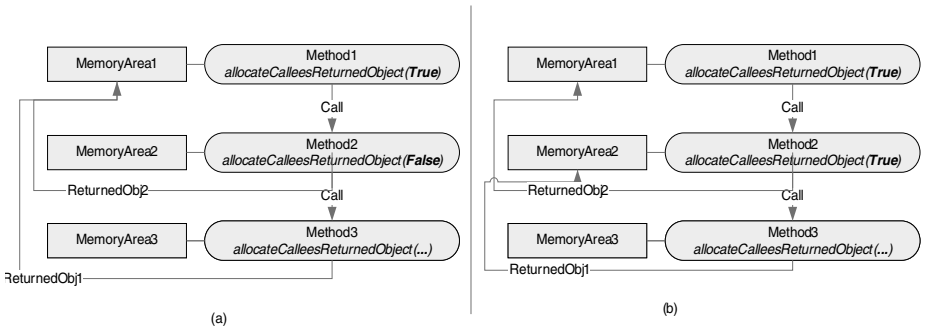 MemoryArea1
Method1
allocateCalleesReturnedObject(True)
Call
MemoryArea2
Method2
allocateCalleesReturnedObject(False)
ReturnedObj2
Call
MemoryArea3
Method3
allocateCalleesReturnedObject(...)
ReturnedObj1
(a)
MemoryArea1
Method1
allocateCalleesReturnedObject(True)
Call
MemoryArea2
Method2
allocateCalleesReturnedObject(True)
ReturnedObj2
Call
MemoryArea3
Method3
allocateCalleesReturnedObject(...)
ReturnedObj1
(b)